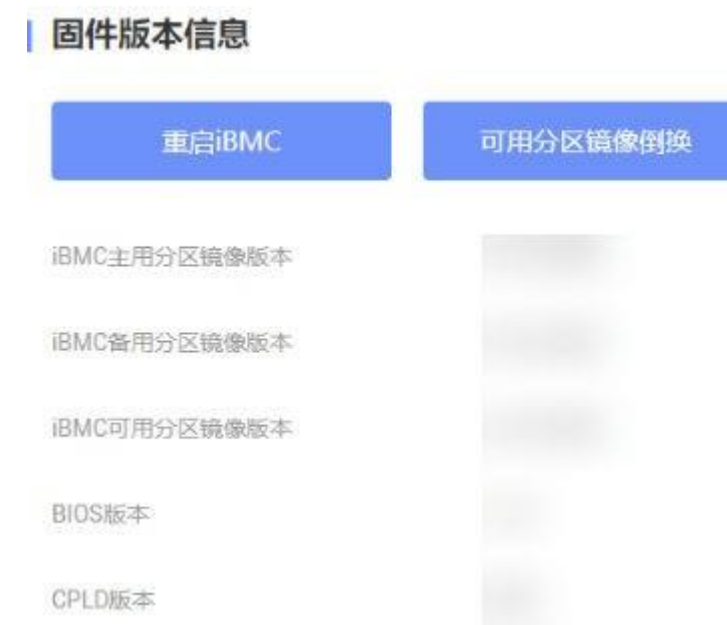 固件版本信息
重启iBMC 可用分区镜像倒换
iBMC主用分区镜像版本
iBMC备用分区镜像版本
iBMC可用分区镜像版本
BIOS版本
CPLD版本